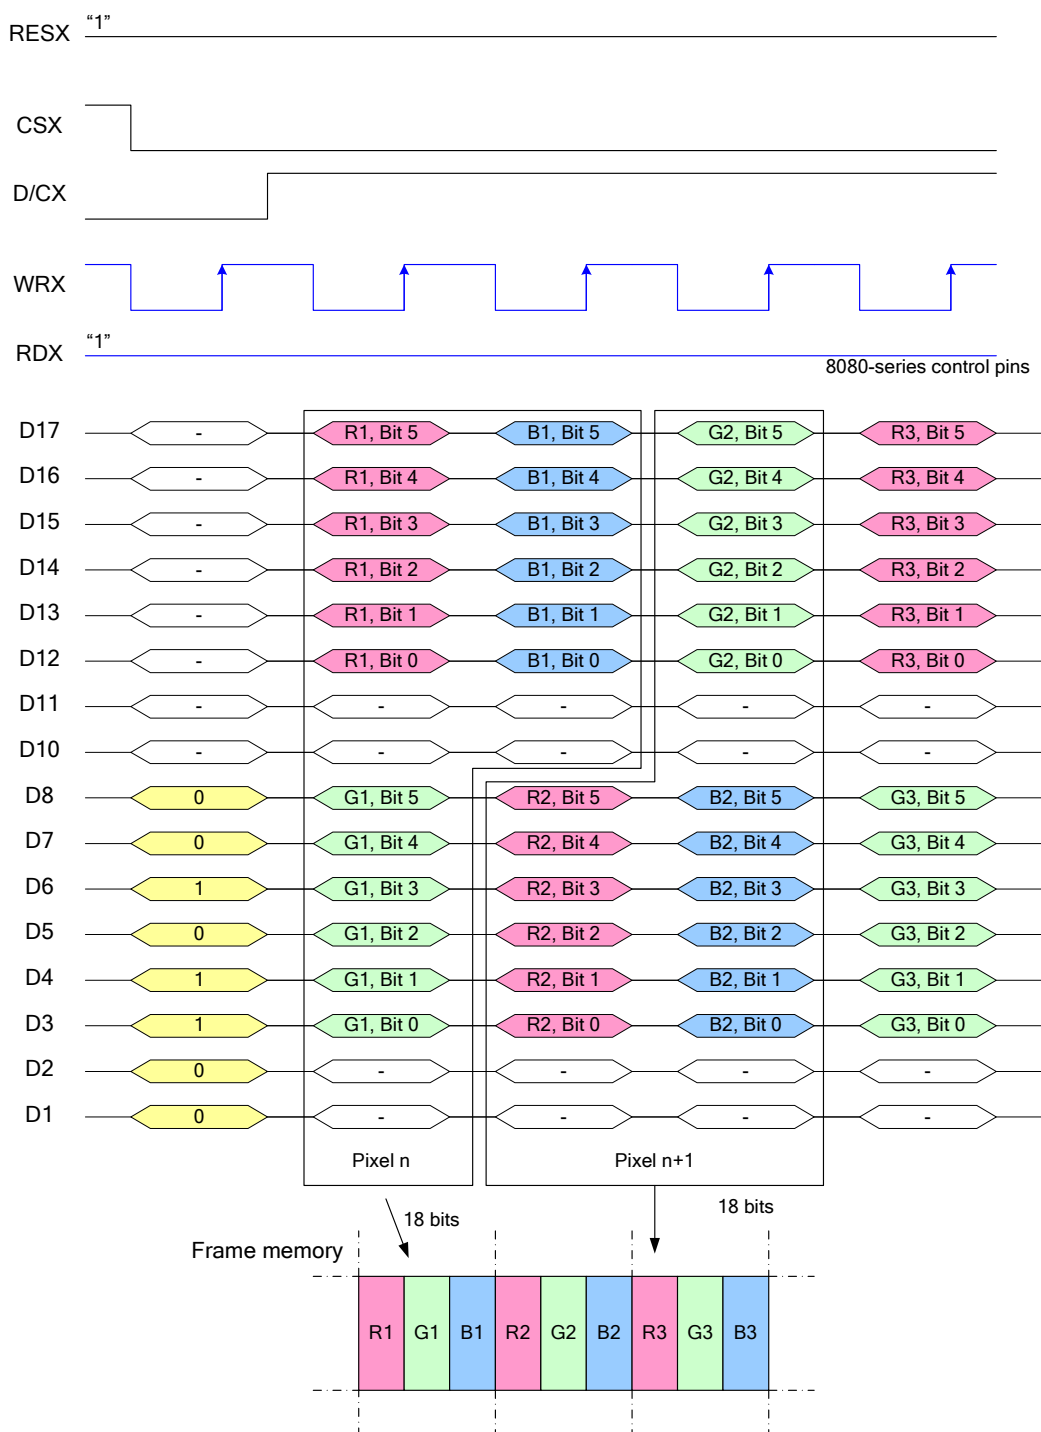 RESX “1”
CSX
D/CX
WRX
RDX “1”
8080-series control pins
D17 - R1, Bit 5 B1, Bit 5 G2, Bit 5 R3, Bit 5
D16 - R1, Bit 4 B1, Bit 4 G2, Bit 4 R3, Bit 4
D15 - R1, Bit 3 B1, Bit 3 G2, Bit 3 R3, Bit 3
D14 - R1, Bit 2 B1, Bit 2 G2, Bit 2 R3, Bit 2
D13 - R1, Bit 1 B1, Bit 1 G2, Bit 1 R3, Bit 1
D12 - R1, Bit 0 B1, Bit 0 G2, Bit 0 R3, Bit 0
D11 - - - - -
D10 - - - - -
D8 0 G1, Bit 5 R2, Bit 5 B2, Bit 5 G3, Bit 5
D7 0 G1, Bit 4 R2, Bit 4 B2, Bit 4 G3, Bit 4
D6 1 G1, Bit 3 R2, Bit 3 B2, Bit 3 G3, Bit 3
D5 0 G1, Bit 2 R2, Bit 2 B2, Bit 2 G3, Bit 2
D4 1 G1, Bit 1 R2, Bit 1 B2, Bit 1 G3, Bit 1
D3 1 G1, Bit 0 R2, Bit 0 B2, Bit 0 G3, Bit 0
D2 0 - - - -
D1 0 - - - -
Pixel n Pixel n+1
18 bits 18 bits
Frame memory
R1 G1 B1 R2 G2 B2 R3 G3 B3